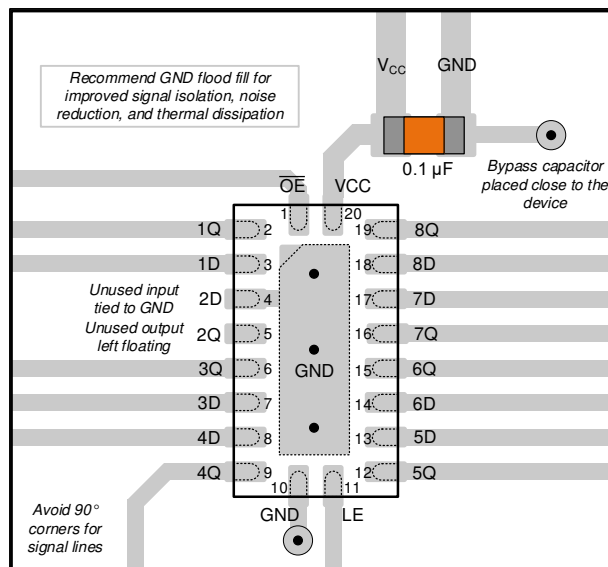 V_CC GND
Recommend GND flood fill for
improved signal isolation, noise
reduction, and thermal dissipation
0.1 µF
Bypass capacitor
placed close to the
device
O̅E̅ VCC
1 20
1Q 2 19 8Q
1D 3 18 8D
Unused input
tied to GND
2D 4 17 7D
Unused output
left floating
2Q 5 16 7Q
3Q 6 GND 15 6Q
3D 7 14 6D
4D 8 13 5D
4Q 9 12 5Q
10 11
GND LE
Avoid 90°
corners for
signal lines